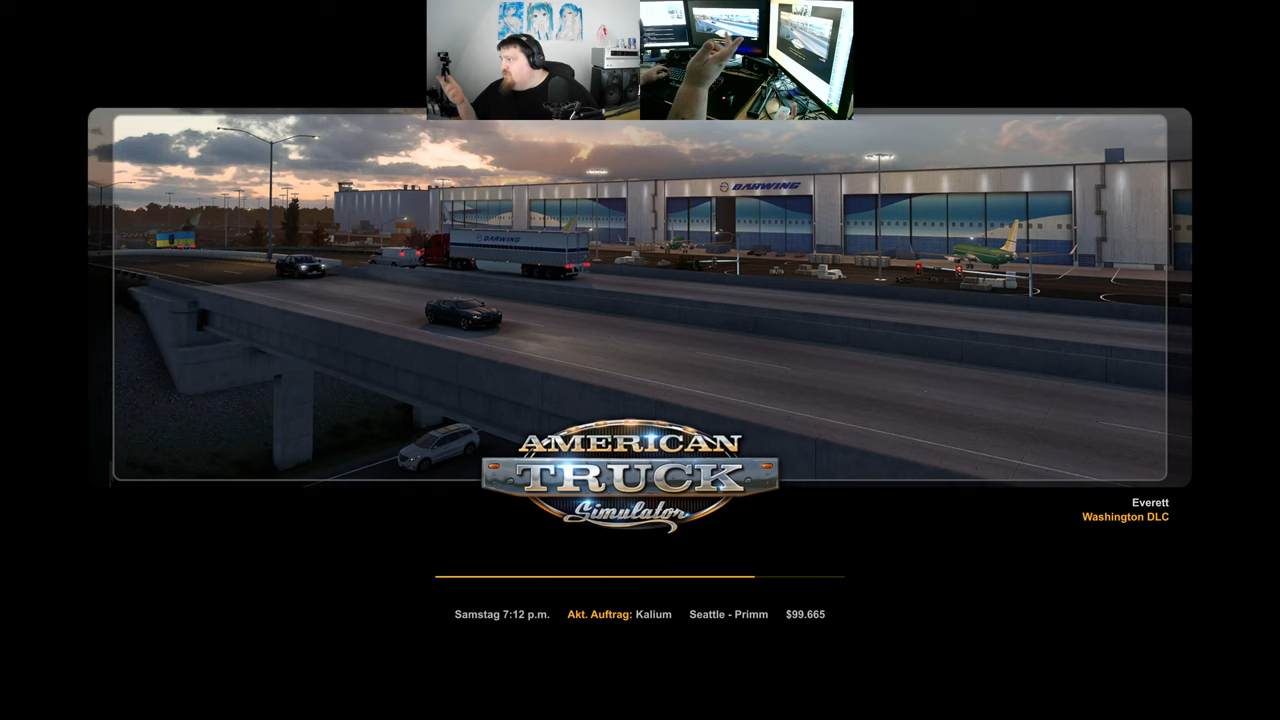 DARWING
DARWING
AMERICAN
TRUCK
Simulator
Everett
Washington DLC
Samstag 7:12 p.m. Akt. Auftrag: Kalium Seattle - Primm $99.665